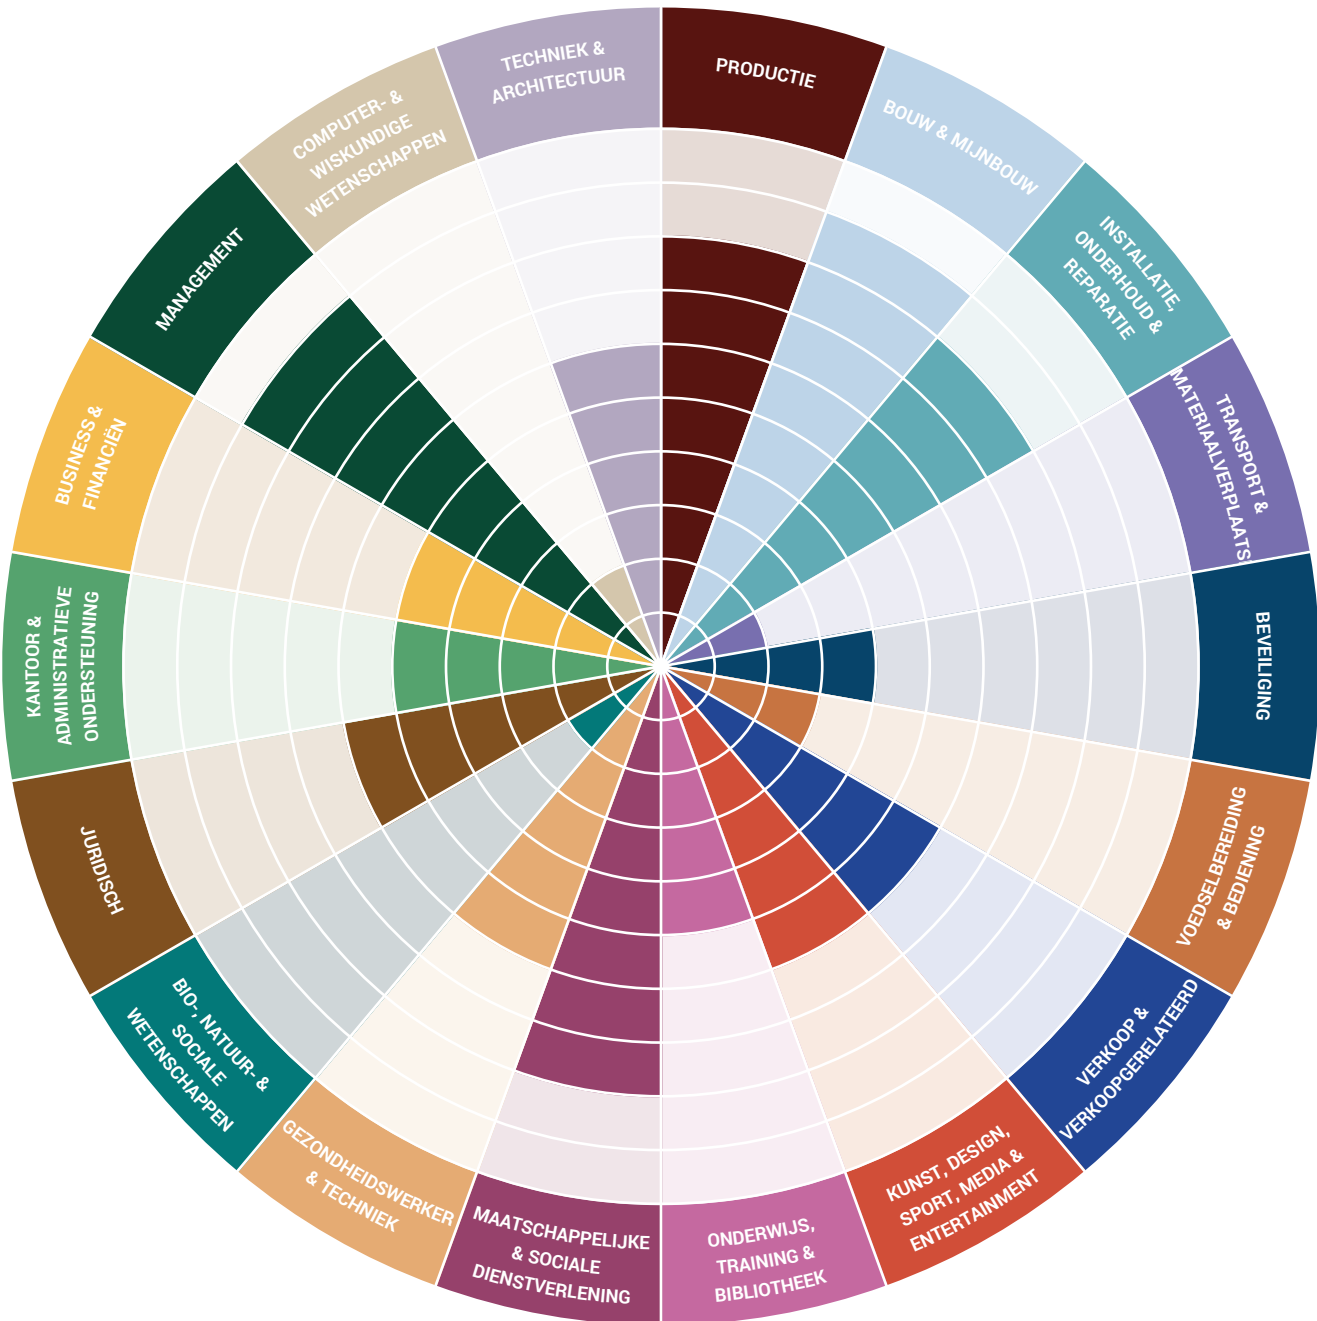 PRODUCTIE
BOUW & MIJNBOUW
INSTALLATIE,
ONDERHOUD &
REPARATIE
TRANSPORT &
MATERIAALVERPLAATS
BEVEILIGING
VOEDSELBEREIDING
& BEDIENING
VERKOOP &
VERKOOPGERELATEERD
KUNST, DESIGN,
SPORT, MEDIA &
ENTERTAINMENT
ONDERWIJS,
TRAINING &
BIBLIOTHEEK
MAATSCHAPPELIJKE
& SOCIALE
DIENSTVERLENING
GEZONDHEIDSWERKER
& TECHNIEK
BIO-, NATUUR- &
SOCIALE
WETENSCHAPPEN
JURIDISCH
KANTOOR &
ADMINISTRATIEVE
ONDERSTEUNING
BUSINESS &
FINANCIËN
MANAGEMENT
COMPUTER- &
WISKUNDIGE
WETENSCHAPPEN
TECHNIEK &
ARCHITECTUUR